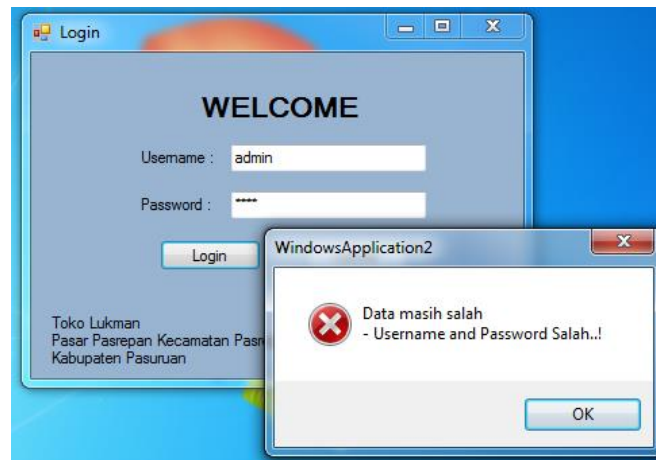 Login
WELCOME
Username :
admin
Password :
****
Login
Toko Lukman
Pasar Pasrepan Kecamatan
Kabupaten Pasuruan
WindowsApplication2
Data masih salah
- Username and Password Salah..!
OK